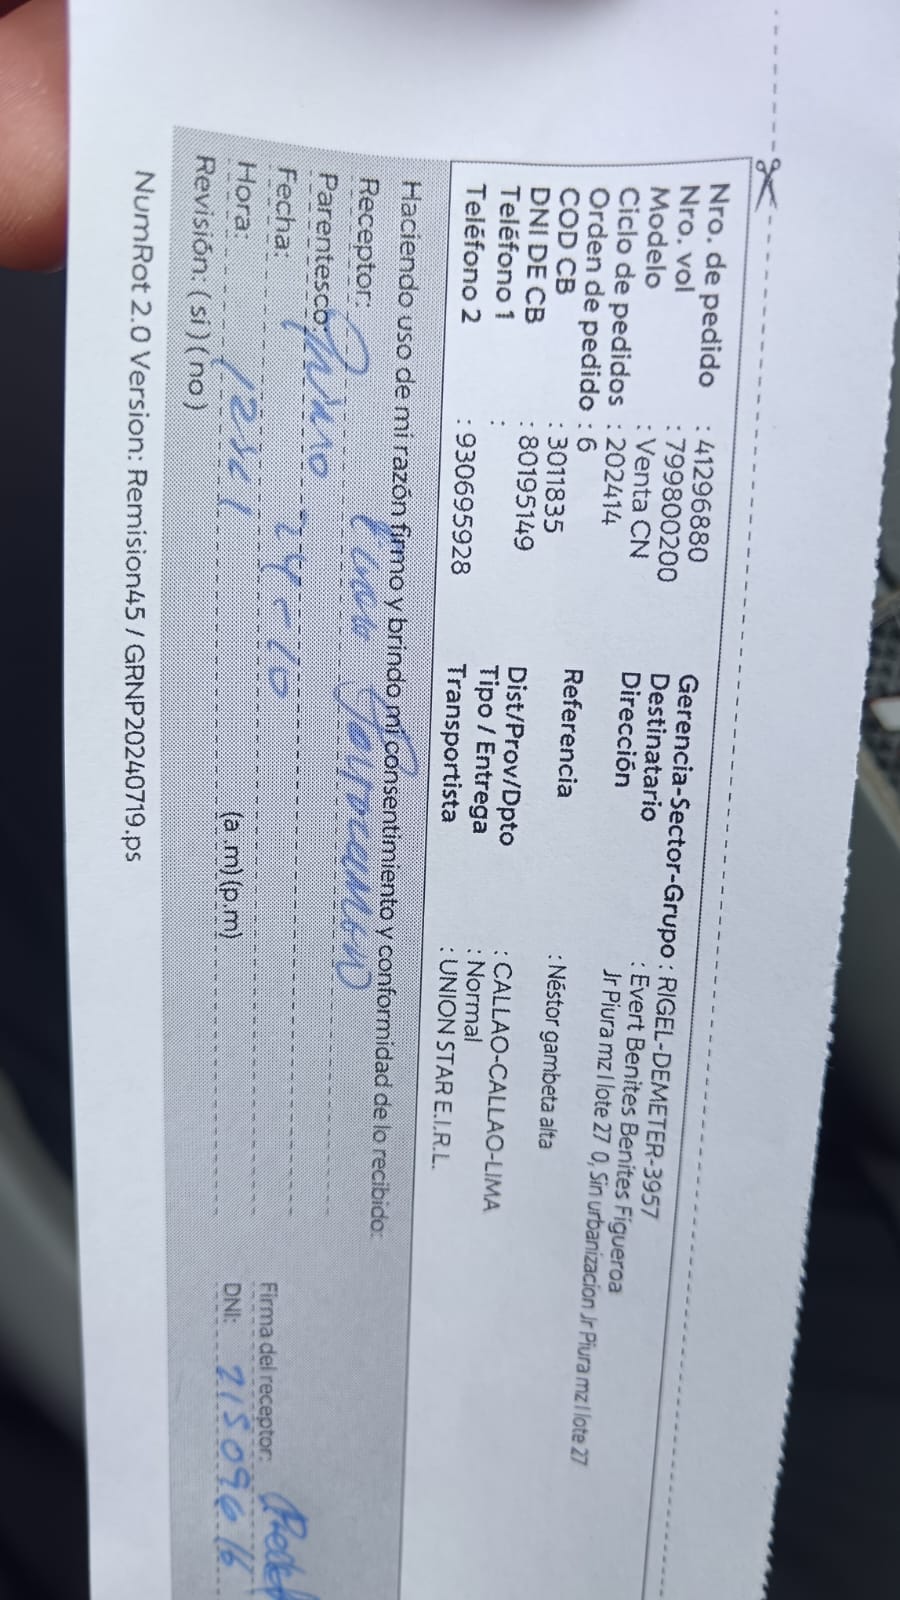 Nro. de pedido : 41296880
Nro. vol : 799800200
Modelo : Venta CN
Ciclo de pedidos : 202414
Orden de pedido : 6
COD CB : 3011835
DNI DE CB : 80195149
Teléfono 1 :
Teléfono 2 : 930695928
Gerencia-Sector-Grupo : RIGEL-DEMETER-3957
Destinatario : Evert Benites Benites Figueroa
Dirección Jr Piura mz I lote 27 0, Sin urbanizacion Jr Piura mz I lote 27
Referencia : Néstor gambeta alta
Dist/Prov/Dpto : CALLAO-CALLAO-LIMA
Tipo / Entrega : Normal
Transportista : UNION STAR E.I.R.L.
Haciendo uso de mi razón firmo y brindo mi consentimiento y conformidad de lo recibido:
Receptor:
Parentesco:
Fecha: 24-10
Hora: (a .m) (p.m)
Revisión: (si) (no)
Firma del receptor:
DNI: 21509616
NumRot 2.0 Version: Remision45 / GRNP20240719.ps